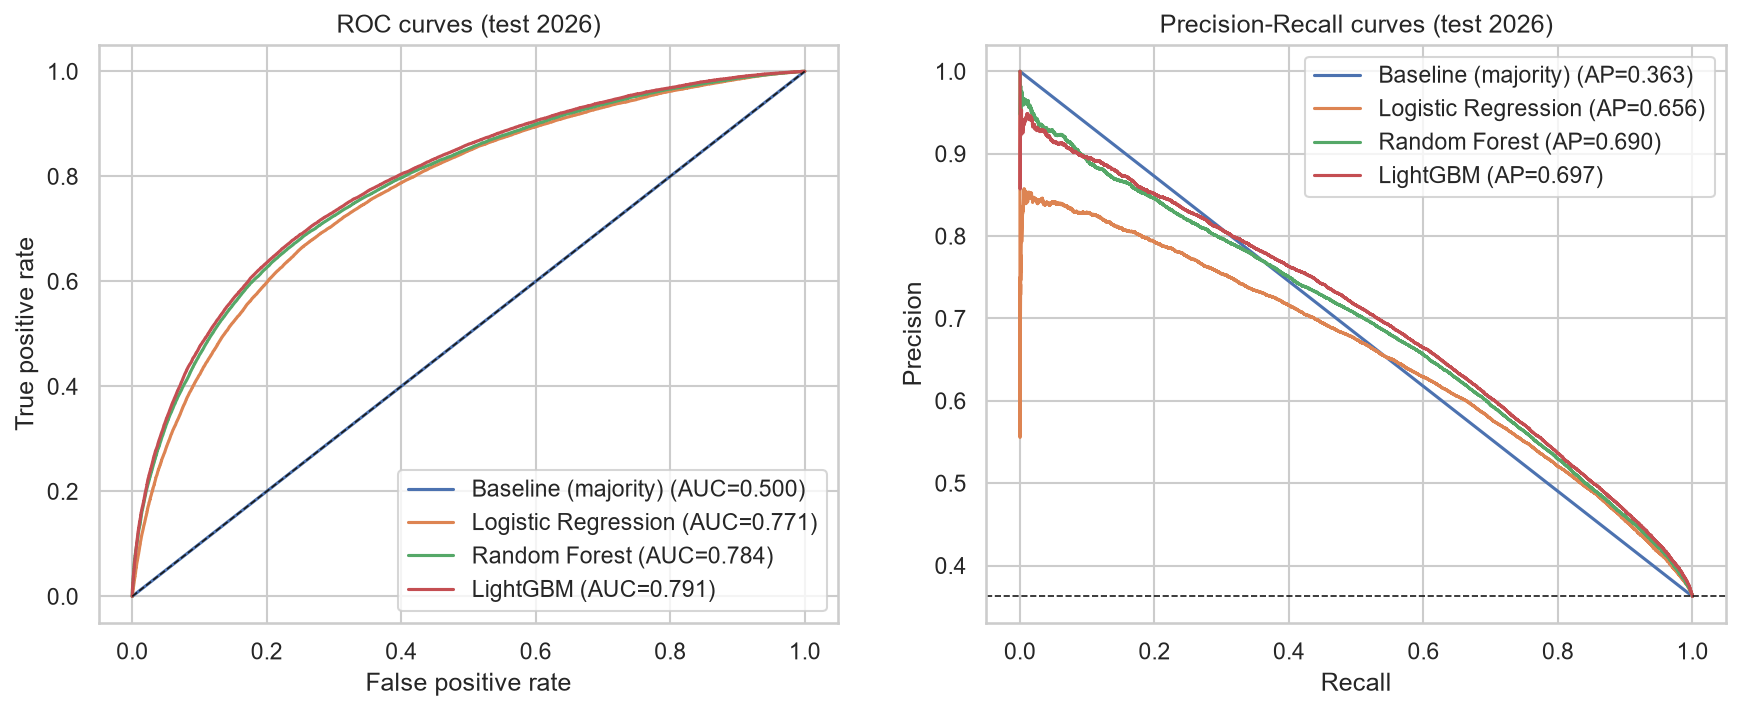 ROC curves (test 2026)
True positive rate
1.0
0.8
0.6
0.4
0.2
0.0
Baseline (majority) (AUC=0.500)
Logistic Regression (AUC=0.771)
Random Forest (AUC=0.784)
LightGBM (AUC=0.791)
0.0 0.2 0.4 0.6 0.8 1.0
False positive rate
Precision-Recall curves (test 2026)
Precision
1.0
0.9
0.8
0.7
0.6
0.5
0.4
Baseline (majority) (AP=0.363)
Logistic Regression (AP=0.656)
Random Forest (AP=0.690)
LightGBM (AP=0.697)
0.0 0.2 0.4 0.6 0.8 1.0
Recall